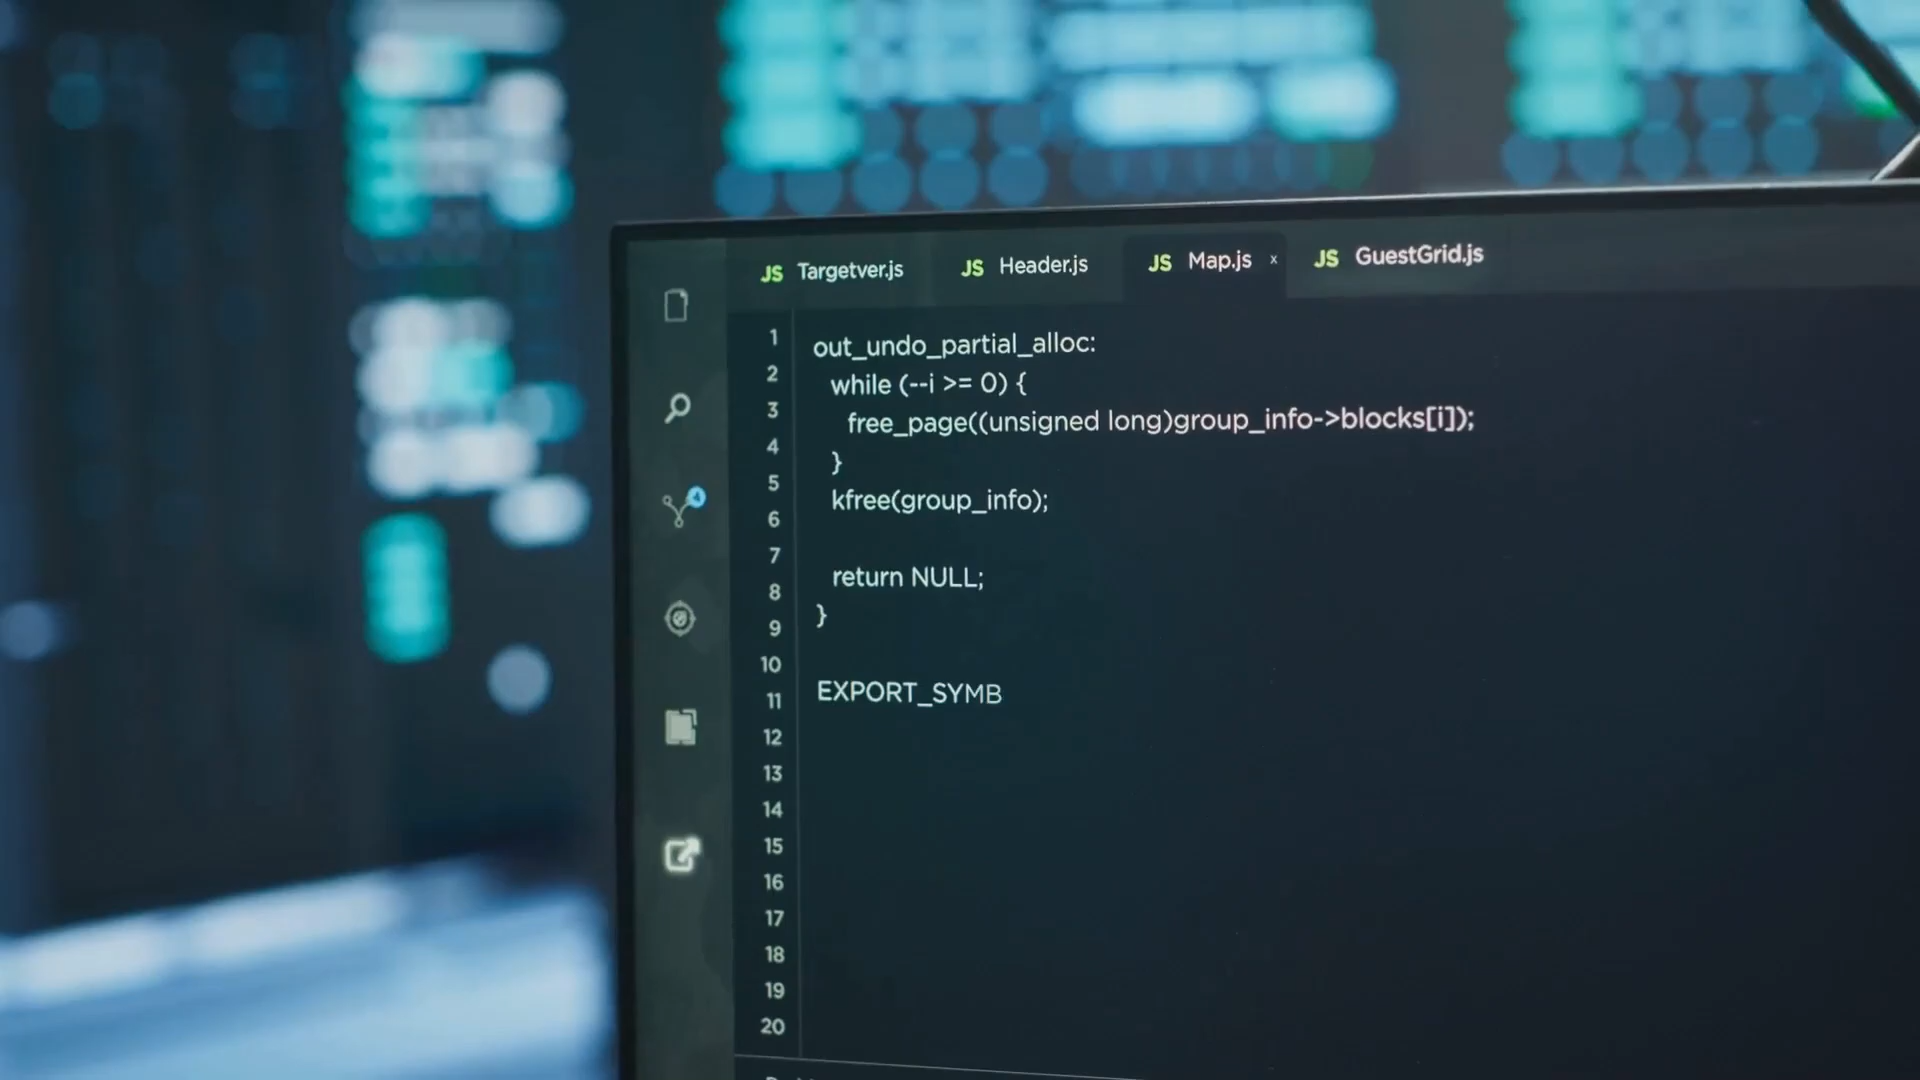 JS Targetver.js JS Header.js JS Map.js x JS GuestGrid.js
1 out_undo_partial_alloc:
2 while (--i >= 0) {
3 free_page((unsigned long)group_info->blocks[i]);
4 }
5 kfree(group_info);
6
7 return NULL;
8 }
9
10 EXPORT_SYMB
11
12
13
14
15
16
17
18
19
20